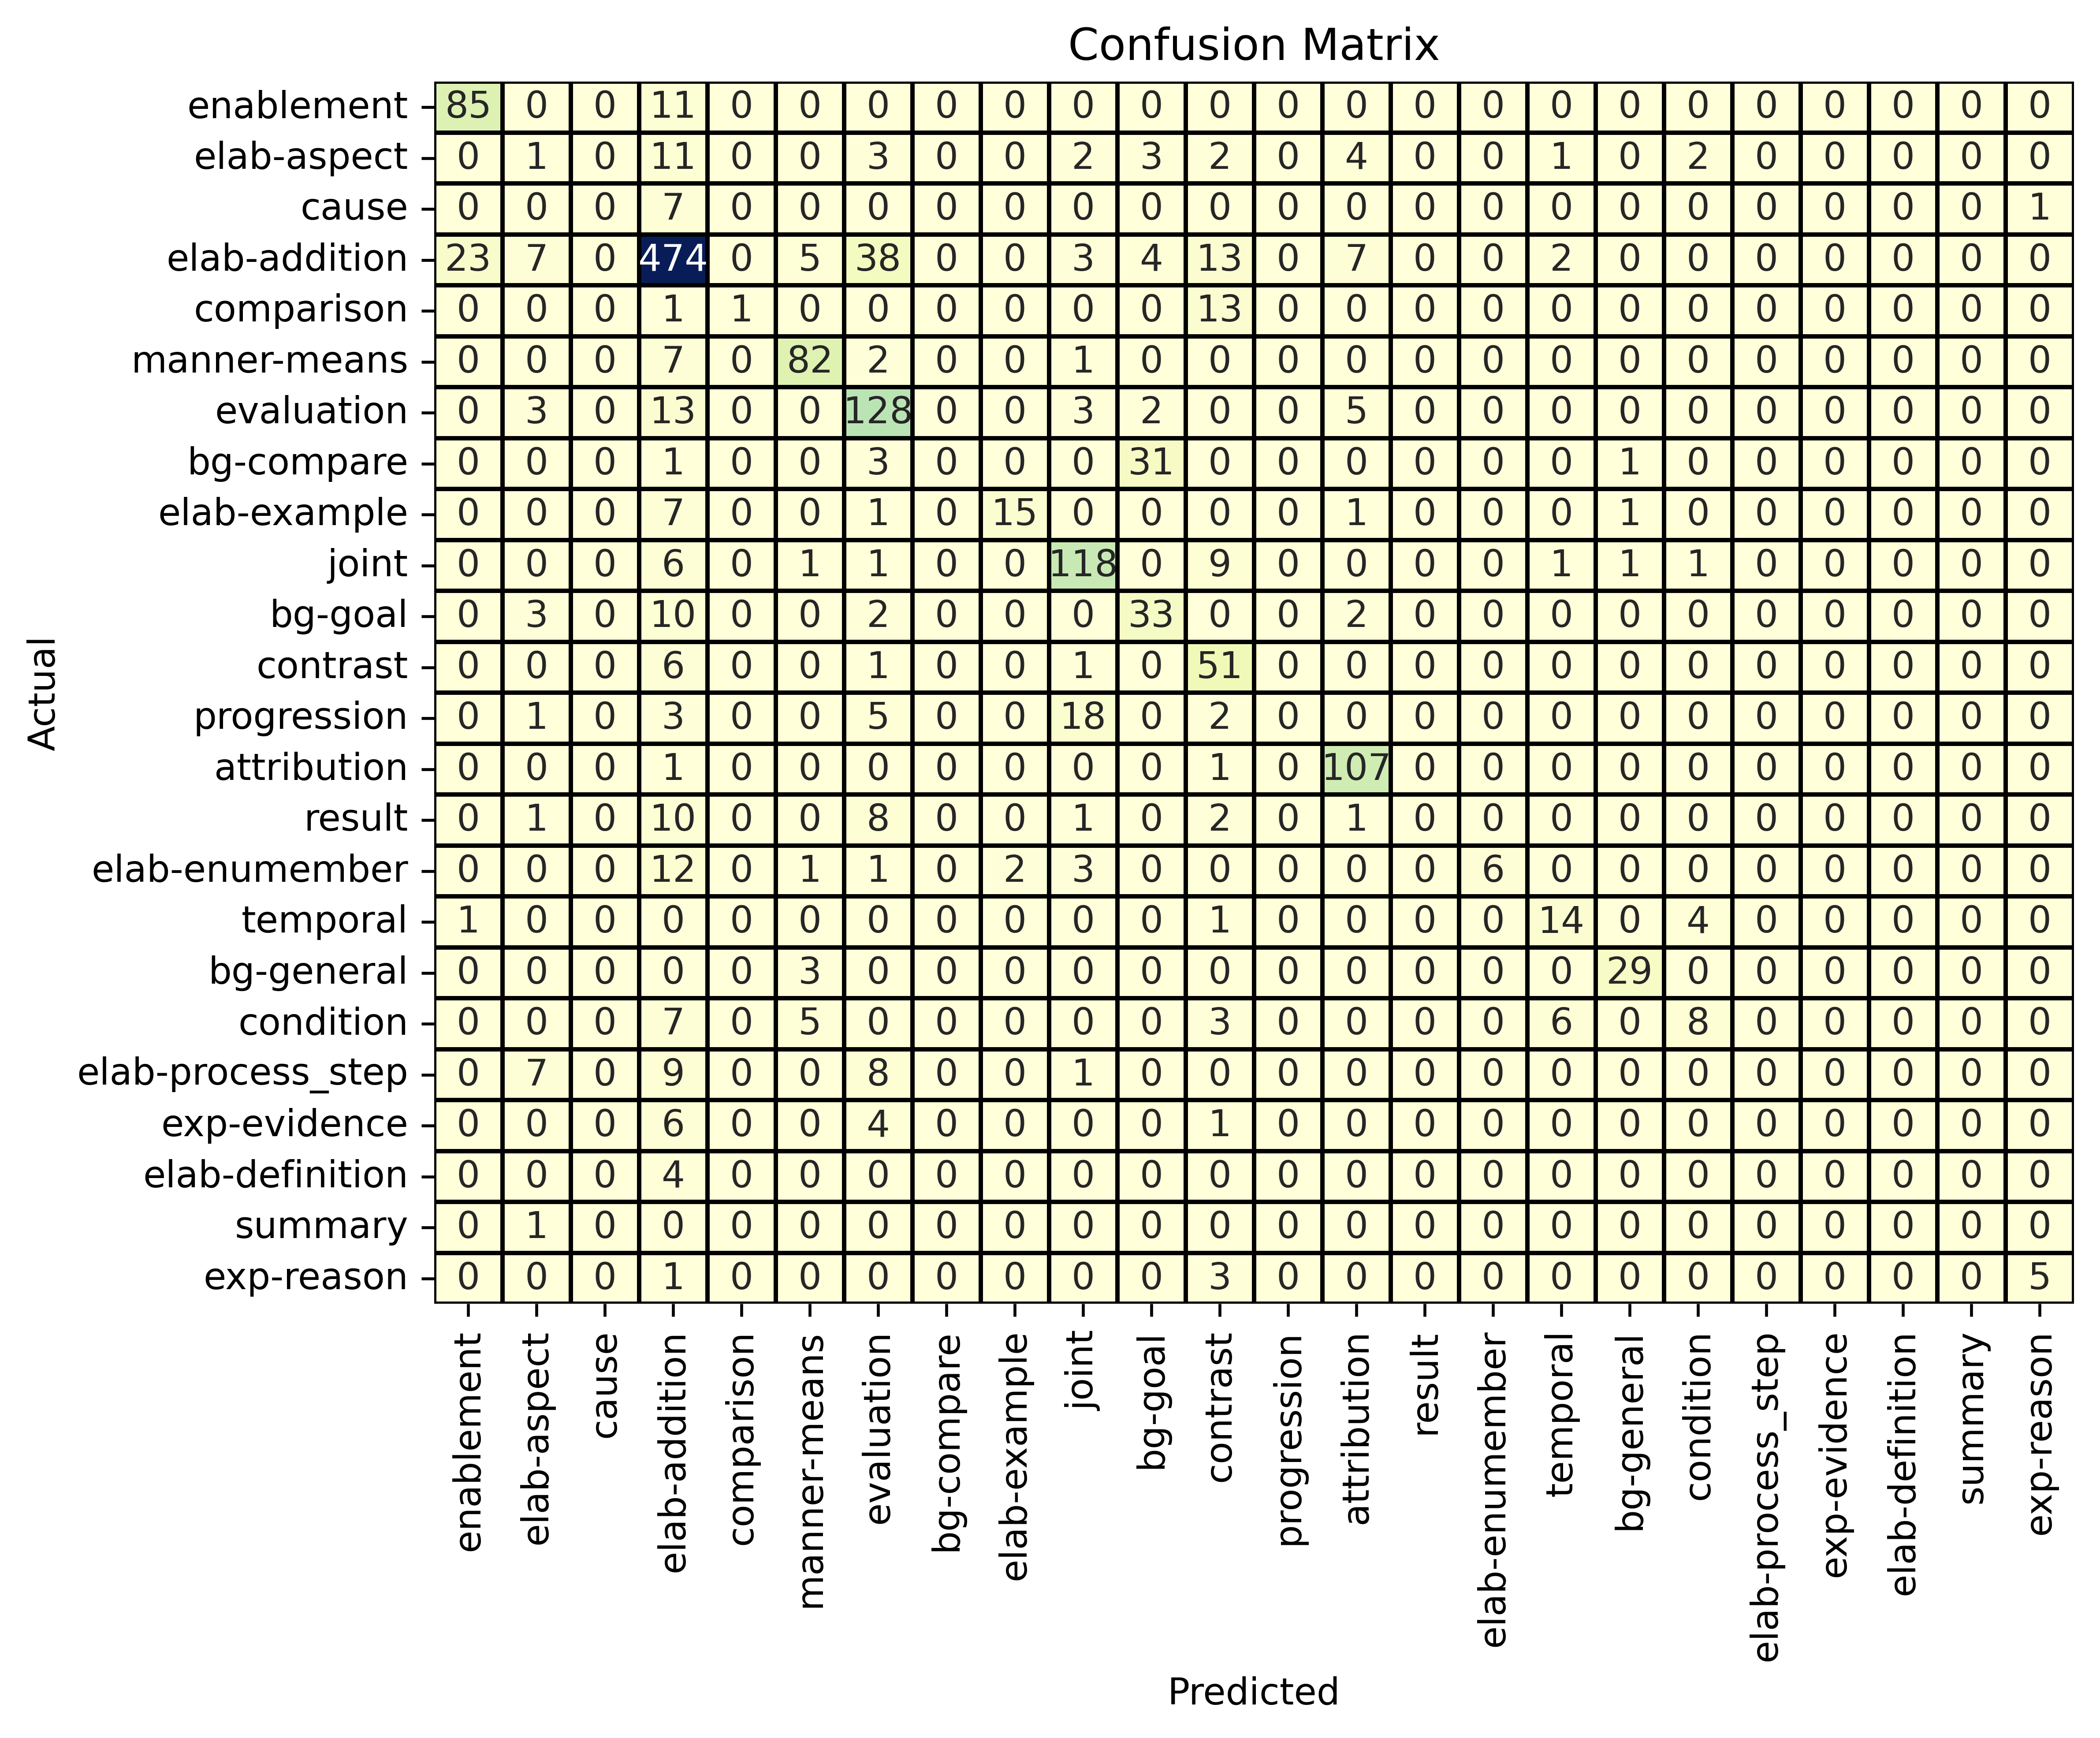 Confusion Matrix
enablement 85 0 0 11 0 0 0 0 0 0 0 0 0 0 0 0 0 0 0 0 0 0 0 0
elab-aspect 0 1 0 11 0 0 3 0 0 2 3 2 0 4 0 0 1 0 2 0 0 0 0 0
cause 0 0 0 7 0 0 0 0 0 0 0 0 0 0 0 0 0 0 0 0 0 0 0 1
elab-addition 23 7 0 474 0 5 38 0 0 3 4 13 0 7 0 0 2 0 0 0 0 0 0 0
comparison 0 0 0 1 1 0 0 0 0 0 0 13 0 0 0 0 0 0 0 0 0 0 0 0
manner-means 0 0 0 7 0 82 2 0 0 1 0 0 0 0 0 0 0 0 0 0 0 0 0 0
evaluation 0 3 0 13 0 0 128 0 0 3 2 0 0 5 0 0 0 0 0 0 0 0 0 0
bg-compare 0 0 0 1 0 0 3 0 0 0 31 0 0 0 0 0 0 1 0 0 0 0 0 0
elab-example 0 0 0 7 0 0 1 0 15 0 0 0 0 1 0 0 0 1 0 0 0 0 0 0
joint 0 0 0 6 0 1 1 0 0 118 0 9 0 0 0 0 1 1 1 0 0 0 0 0
bg-goal 0 3 0 10 0 0 2 0 0 0 33 0 0 2 0 0 0 0 0 0 0 0 0 0
contrast 0 0 0 6 0 0 1 0 0 1 0 51 0 0 0 0 0 0 0 0 0 0 0 0
progression 0 1 0 3 0 0 5 0 0 18 0 2 0 0 0 0 0 0 0 0 0 0 0 0
attribution 0 0 0 1 0 0 0 0 0 0 0 1 0 107 0 0 0 0 0 0 0 0 0 0
result 0 1 0 10 0 0 8 0 0 1 0 2 0 1 0 0 0 0 0 0 0 0 0 0
elab-enumember 0 0 0 12 0 1 1 0 2 3 0 0 0 0 0 6 0 0 0 0 0 0 0 0
temporal 1 0 0 0 0 0 0 0 0 0 0 1 0 0 0 0 14 0 4 0 0 0 0 0
bg-general 0 0 0 0 0 3 0 0 0 0 0 0 0 0 0 0 0 29 0 0 0 0 0 0
condition 0 0 0 7 0 5 0 0 0 0 0 3 0 0 0 0 6 0 8 0 0 0 0 0
elab-process_step 0 7 0 9 0 0 8 0 0 1 0 0 0 0 0 0 0 0 0 0 0 0 0 0
exp-evidence 0 0 0 6 0 0 4 0 0 0 0 1 0 0 0 0 0 0 0 0 0 0 0 0
elab-definition 0 0 0 4 0 0 0 0 0 0 0 0 0 0 0 0 0 0 0 0 0 0 0 0
summary 0 1 0 0 0 0 0 0 0 0 0 0 0 0 0 0 0 0 0 0 0 0 0 0
exp-reason 0 0 0 1 0 0 0 0 0 0 0 3 0 0 0 0 0 0 0 0 0 0 0 5
Actual
enablement
elab-aspect
cause
elab-addition
comparison
manner-means
evaluation
bg-compare
elab-example
joint
bg-goal
contrast
progression
attribution
result
elab-enumember
temporal
bg-general
condition
elab-process_step
exp-evidence
elab-definition
summary
exp-reason
Predicted